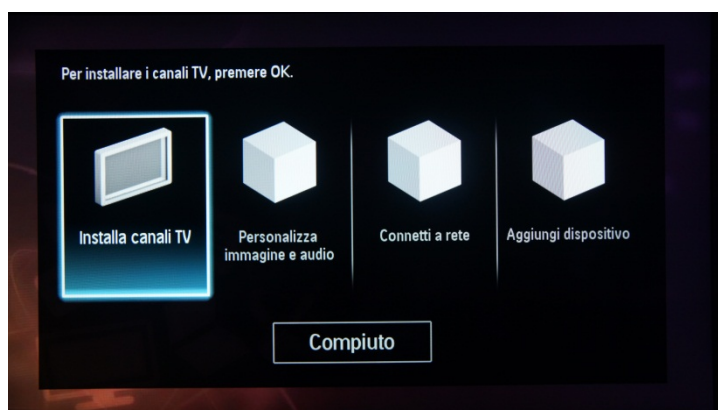 Per installare i canali TV, premere OK.
Installa canali TV
Personalizza
immagine e audio
Connetti a rete
Aggiungi dispositivo
Compiuto